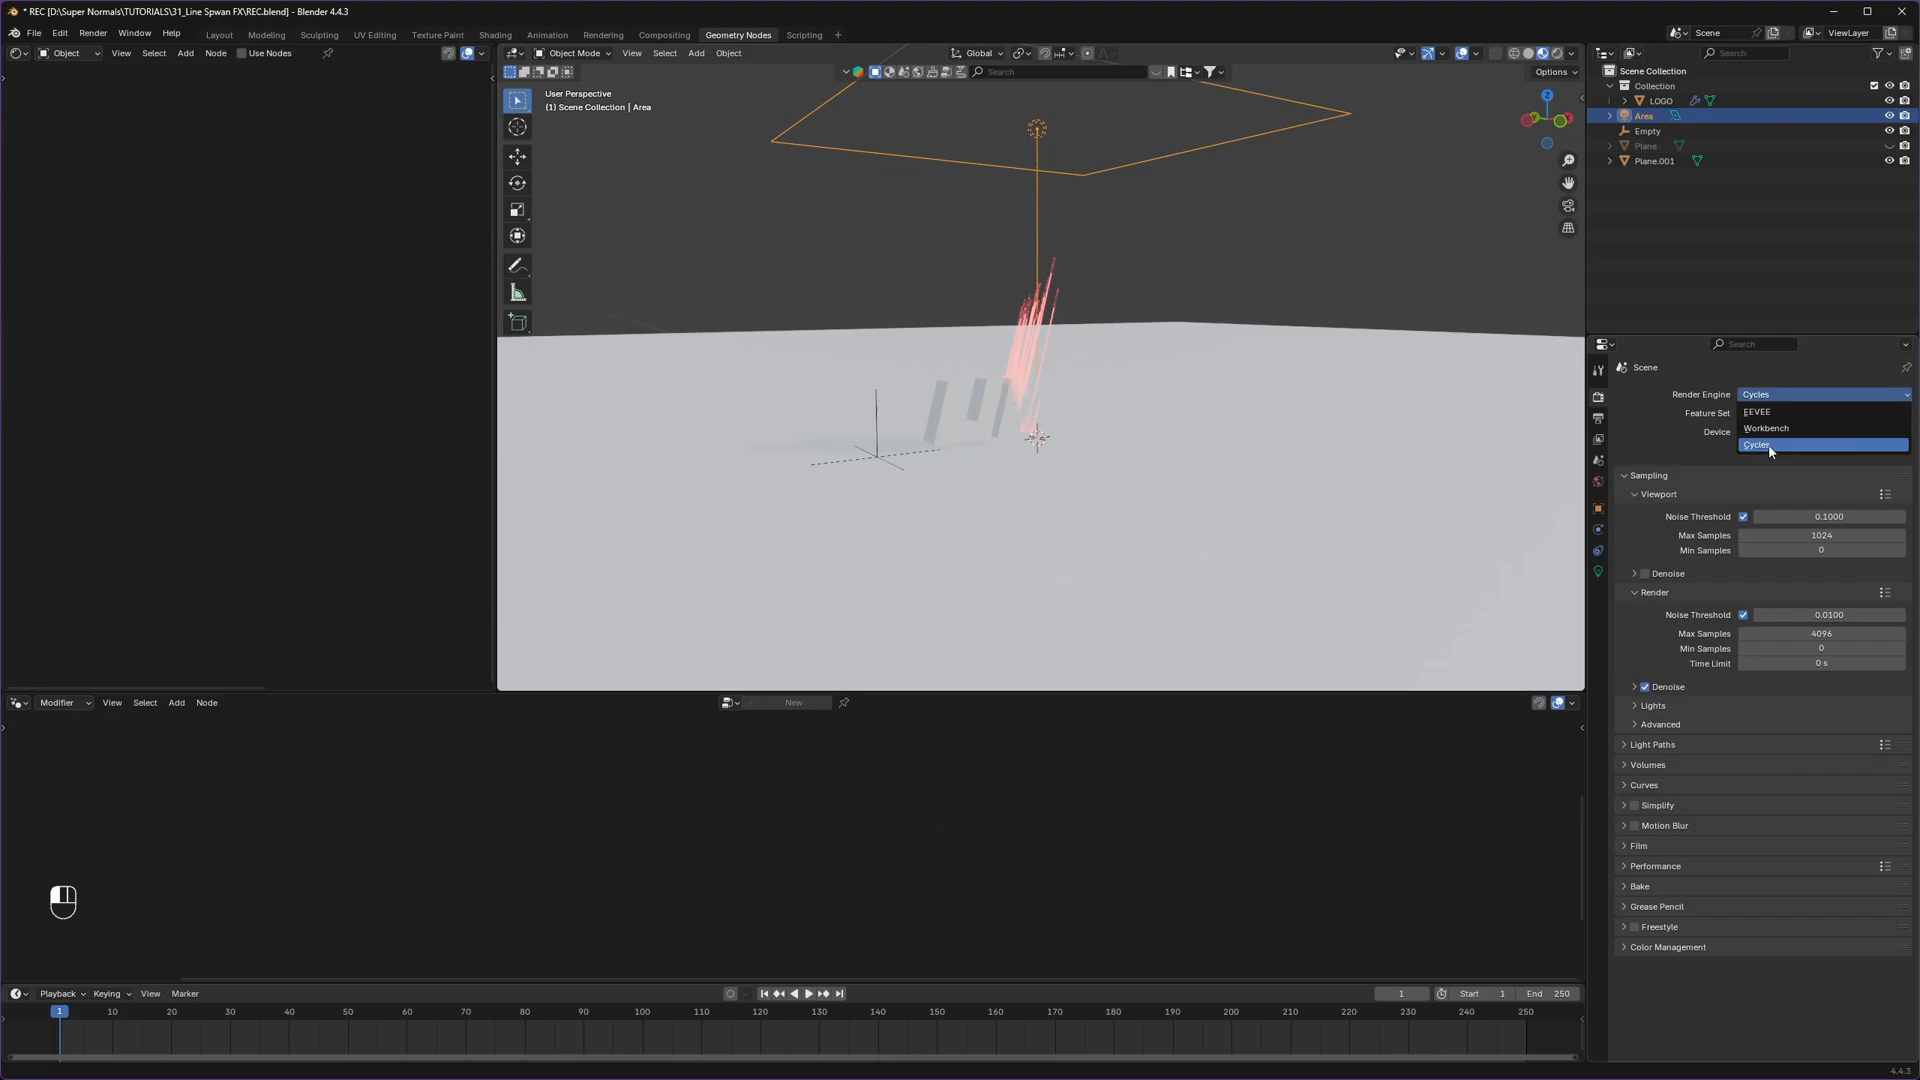 * REC [D:\Super Normals\TUTORIALS\31_Line Spwan FX\REC.blend] - Blender 4.4.3
File Edit Render Window Help Layout Modeling Sculpting UV Editing Texture Paint Shading Animation Rendering Compositing Geometry Nodes Scripting + Scene ViewLayer
Object View Select Add Node Use Nodes
Object Mode View Select Add Object Global
Search
Search Options
User Perspective
(1) Scene Collection | Area
Z
Scene Collection
Collection
LOGO
Area
Empty
Plane
Plane.001
Search
Scene
Render Engine Cycles
Feature Set EEVEE
Workbench
Device
Cycles
Sampling
Viewport
Noise Threshold 0.1000
Max Samples 1024
Min Samples 0
Denoise
Render
Noise Threshold 0.0100
Max Samples 4096
Min Samples 0
Time Limit 0 s
Denoise
Lights
Advanced
Light Paths
Volumes
Curves
Simplify
Motion Blur
Film
Performance
Bake
Grease Pencil
Freestyle
Color Management
Modifier View Select Add Node New
Playback Keying View Marker 1 Start 1 End 250
1 10 20 30 40 50 60 70 80 90 100 110 120 130 140 150 160 170 180 190 200 210 220 230 240 250
4.4.3